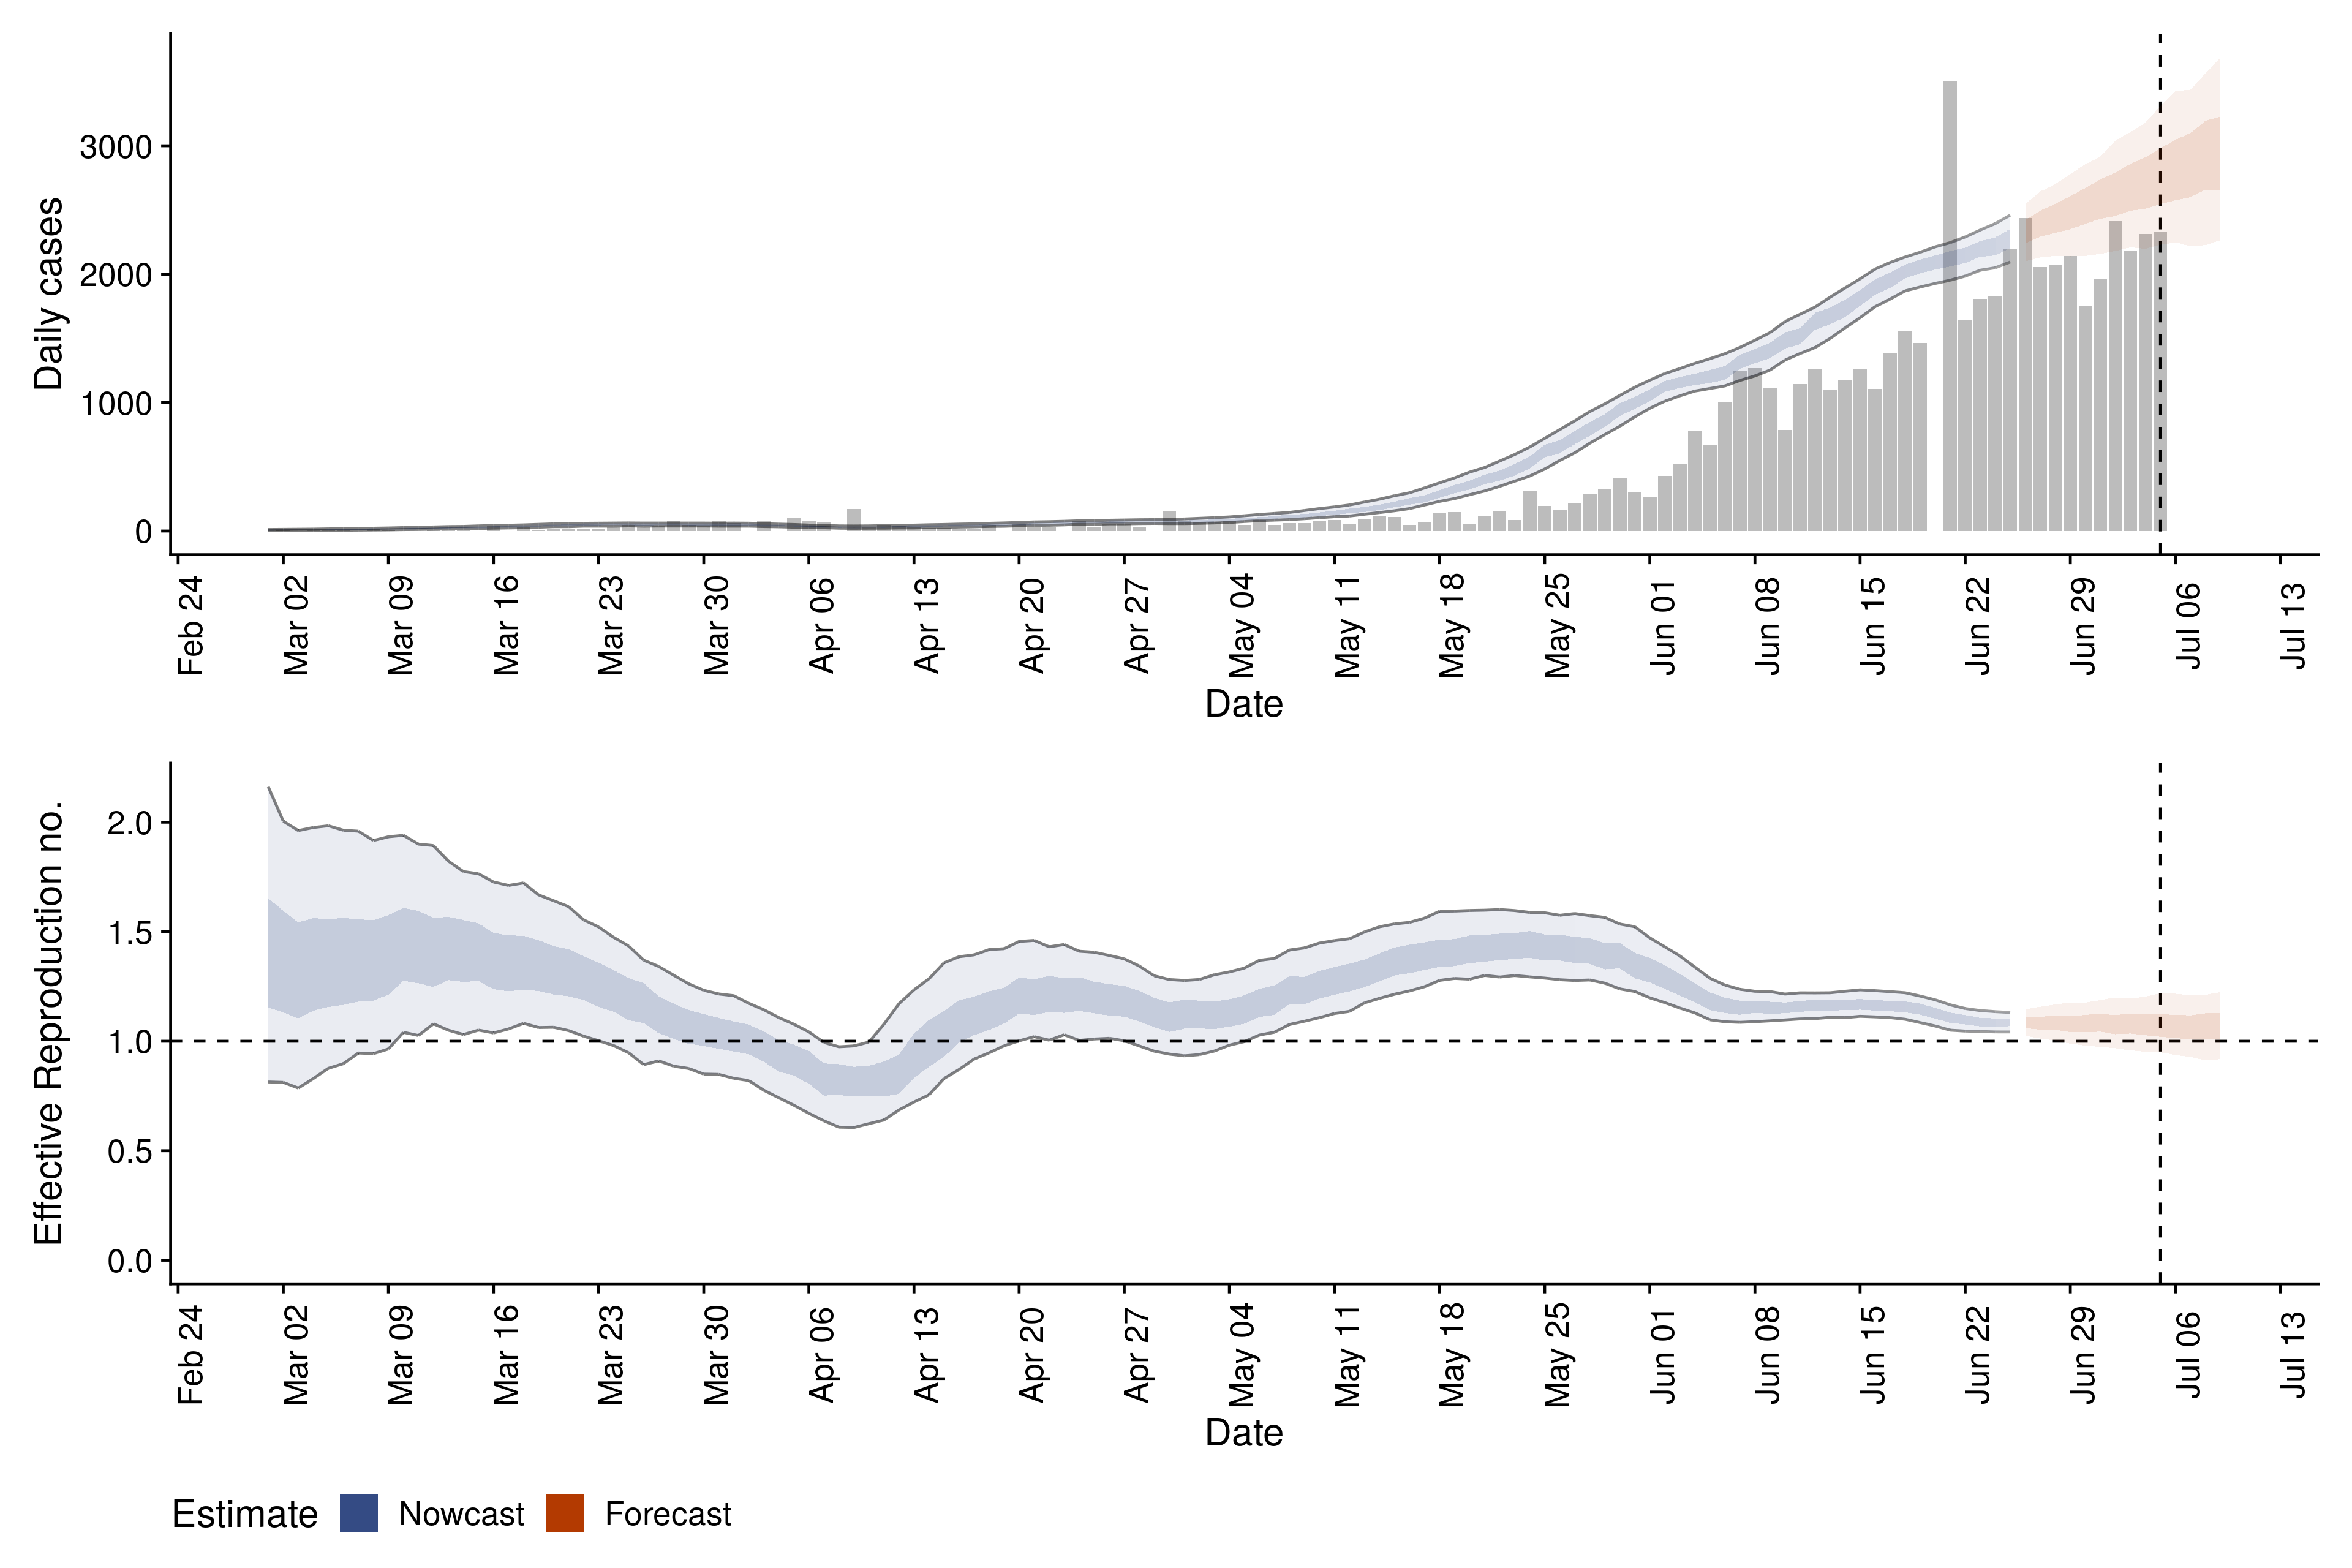 Daily cases
3000
2000
1000
0
Feb 24
Mar 02
Mar 09
Mar 16
Mar 23
Mar 30
Apr 06
Apr 13
Apr 20
Apr 27
May 04
May 11
May 18
May 25
Jun 01
Jun 08
Jun 15
Jun 22
Jun 29
Jul 06
Jul 13
Date
Effective Reproduction no.
2.0
1.5
1.0
0.5
0.0
Feb 24
Mar 02
Mar 09
Mar 16
Mar 23
Mar 30
Apr 06
Apr 13
Apr 20
Apr 27
May 04
May 11
May 18
May 25
Jun 01
Jun 08
Jun 15
Jun 22
Jun 29
Jul 06
Jul 13
Date
Estimate Nowcast Forecast